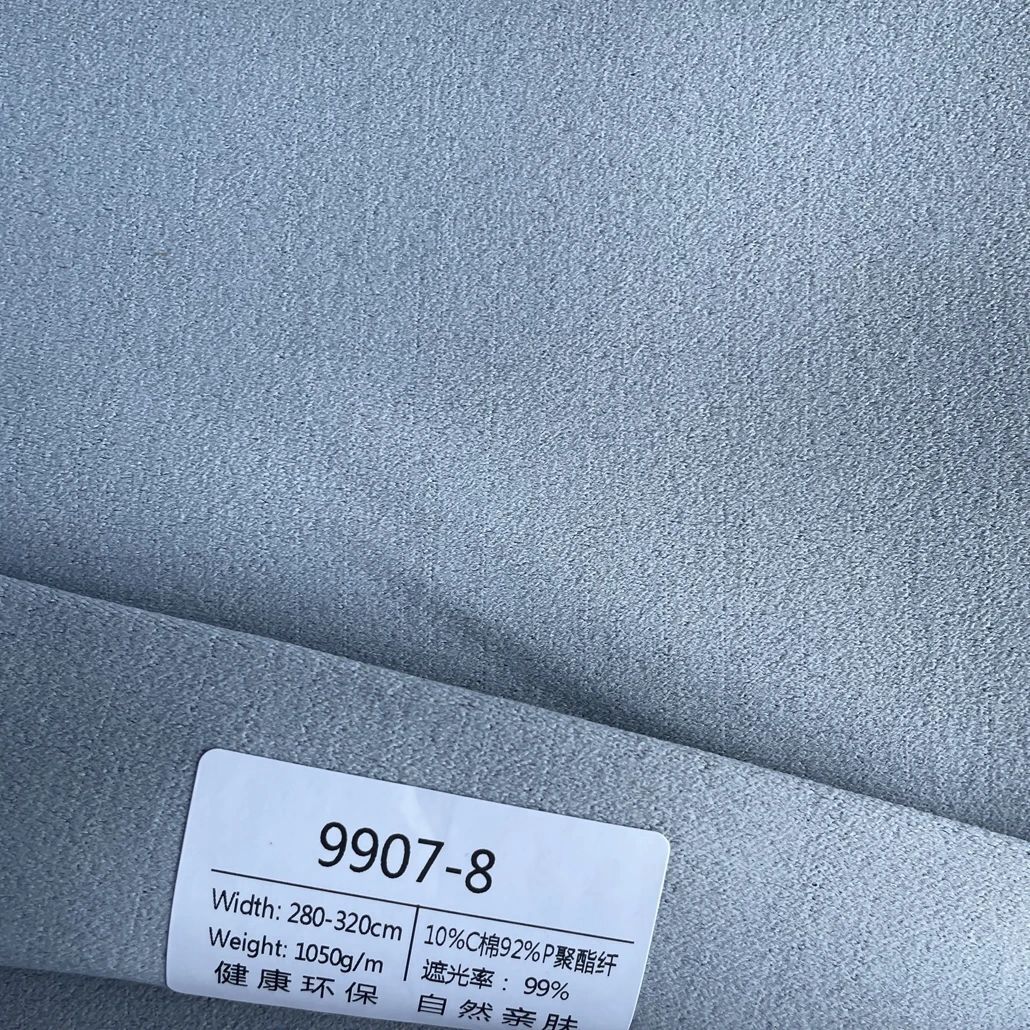 9907-8
Width: 280-320cm
Weight: 1050g/m
10%C棉92%P聚酯纤
遮光率： 99%
健康环保 自然亲肤